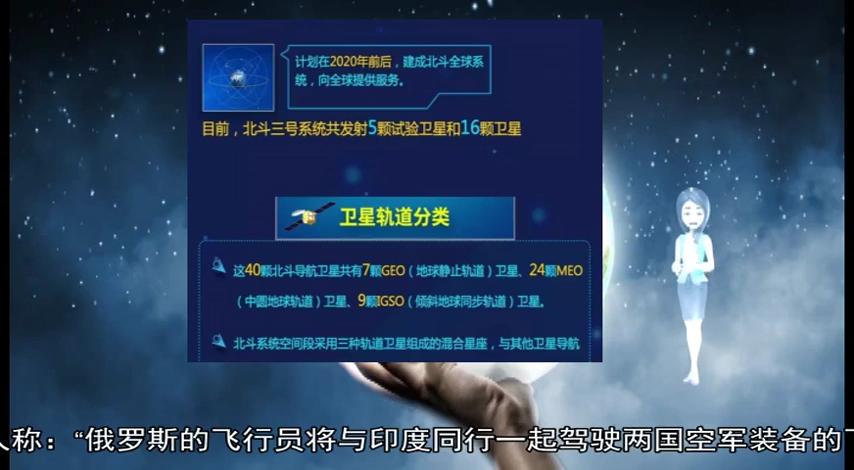 计划在2020年前后，建成北斗全球系
统，向全球提供服务。
目前，北斗三号系统共发射5颗试验卫星和16颗卫星
卫星轨道分类
这40颗北斗导航卫星共有7颗GEO（地球静止轨道）卫星、24颗MEO
（中圆地球轨道）卫星、9颗IGSO（倾斜地球同步轨道）卫星。
北斗系统空间段采用三种轨道卫星组成的混合星座，与其他卫星导航
人称：“俄罗斯的飞行员将与印度同行一起驾驶两国空军装备的